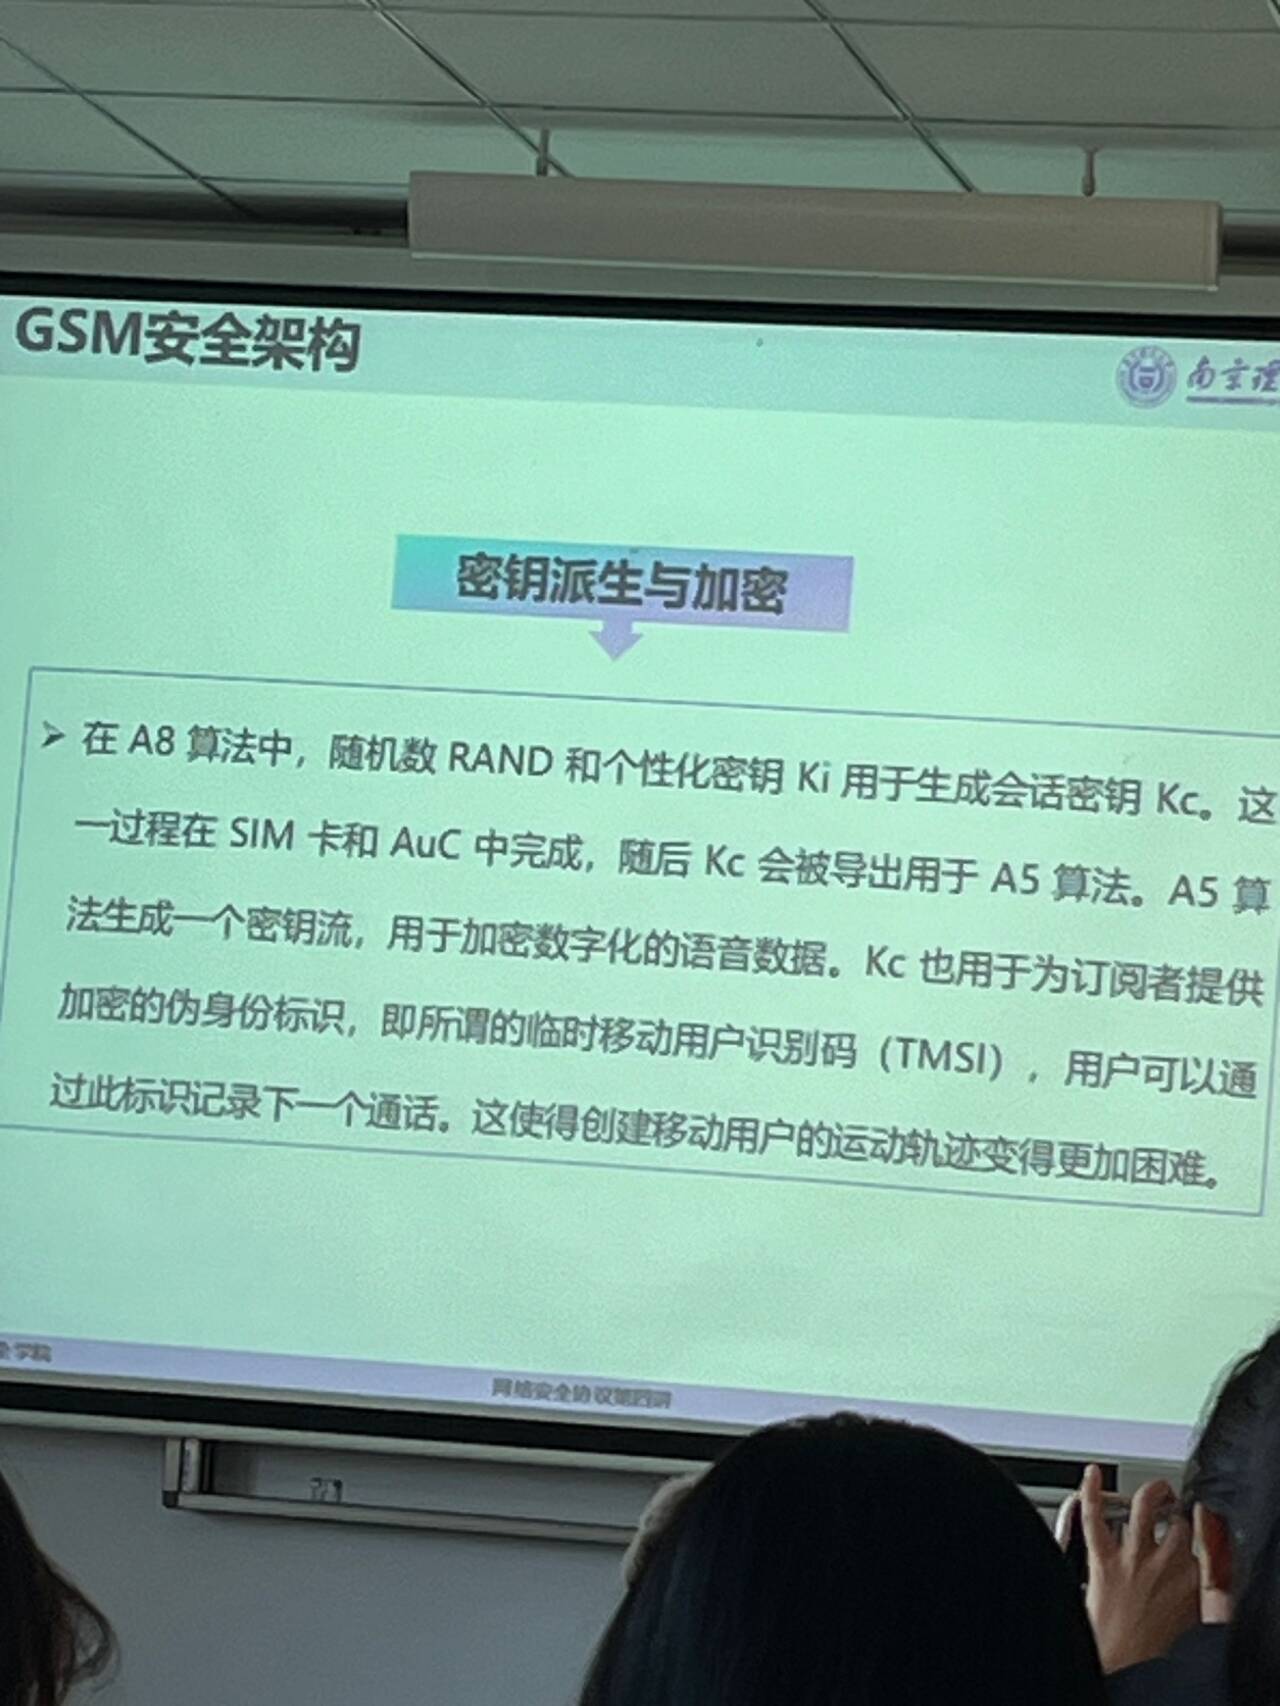 GSM安全架构
南京理
密钥派生与加密
➢ 在 A8 算法中，随机数 RAND 和个性化密钥 Ki 用于生成会话密钥 Kc。这
一过程在 SIM 卡和 AuC 中完成，随后 Kc 会被导出用于 A5 算法。A5 算
法生成一个密钥流，用于加密数字化的语音数据。Kc 也用于为订阅者提供
加密的伪身份标识，即所谓的临时移动用户识别码（TMSI），用户可以通
过此标识记录下一个通话。这使得创建移动用户的运动轨迹变得更加困难。
全学院
网络安全协议第四讲